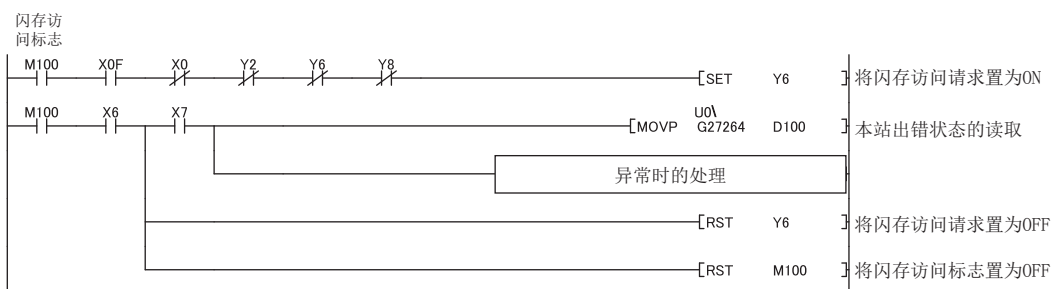 闪存访
问标志
M100 X0F X0 Y2 Y6 Y8
SET Y6 将闪存访问请求置为ON
M100 X6 X7
MOVP U0\G27264 D100 本站出错状态的读取
异常时的处理
RST Y6 将闪存访问请求置为OFF
RST M100 将闪存访问标志置为OFF